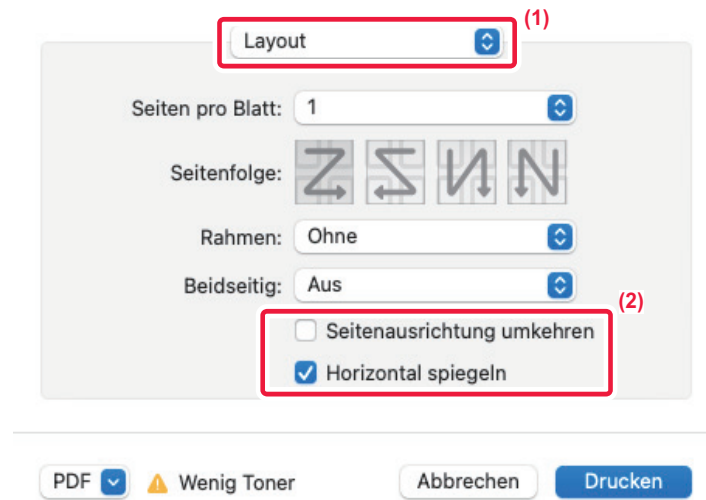 (1)
Layout
Seiten pro Blatt: 1
Seitenfolge:
Rahmen: Ohne
Beidseitig: Aus
(2)
Seitenausrichtung umkehren
Horizontal spiegeln
PDF Wenig Toner Abbrechen Drucken